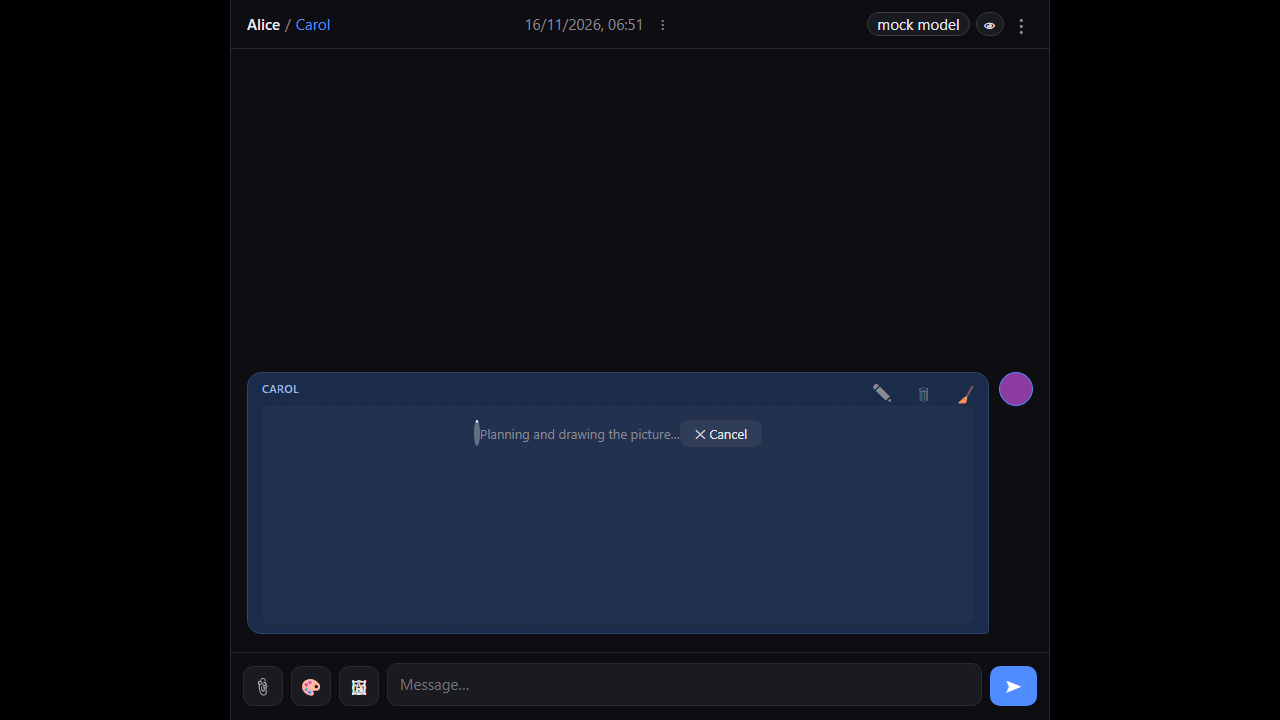 Alice / Carol
16/11/2026, 06:51
mock model
CAROL
Planning and drawing the picture...
Cancel
Message...